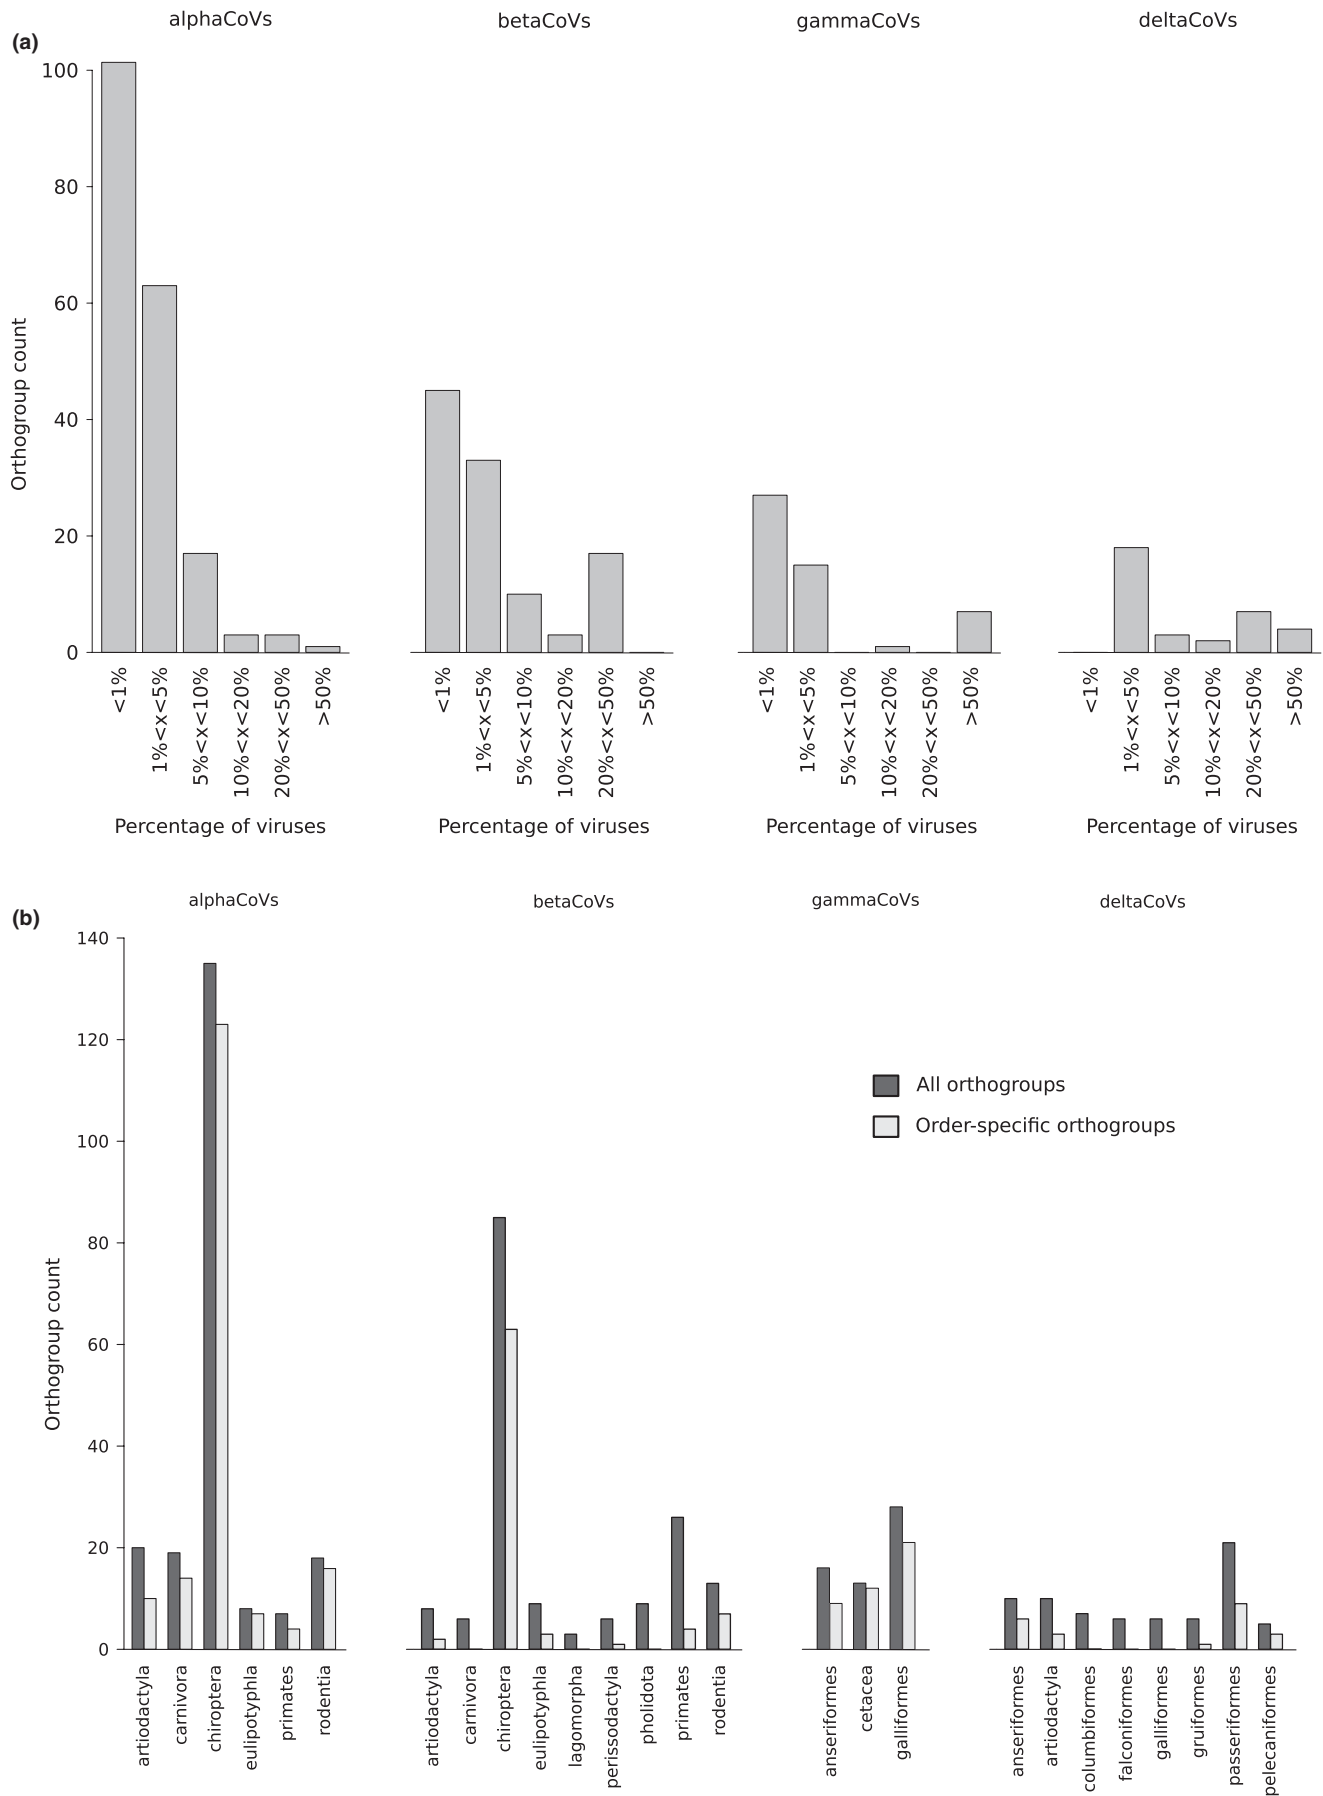 alphaCoVs
betaCoVs
gammaCoVs
deltaCoVs
(a)
Orthogroup count
100
80
60
40
20
0
<1%
1%<x<5%
5%<x<10%
10%<x<20%
20%<x<50%
>50%
<1%
1%<x<5%
5%<x<10%
10%<x<20%
20%<x<50%
>50%
<1%
1%<x<5%
5%<x<10%
10%<x<20%
20%<x<50%
>50%
<1%
1%<x<5%
5%<x<10%
10%<x<20%
20%<x<50%
>50%
Percentage of viruses
Percentage of viruses
Percentage of viruses
Percentage of viruses
alphaCoVs
betaCoVs
gammaCoVs
deltaCoVs
(b)
Orthogroup count
140
120
100
80
60
40
20
0
All orthogroups
Order-specific orthogroups
artiodactyla
carnivora
chiroptera
eulipotyphla
primates
rodentia
artiodactyla
carnivora
chiroptera
eulipotyphla
lagomorpha
perissodactyla
pholidota
primates
rodentia
anseriformes
cetacea
galliformes
anseriformes
artiodactyla
columbiformes
falconiformes
galliformes
gruiformes
passeriformes
pelecaniformes